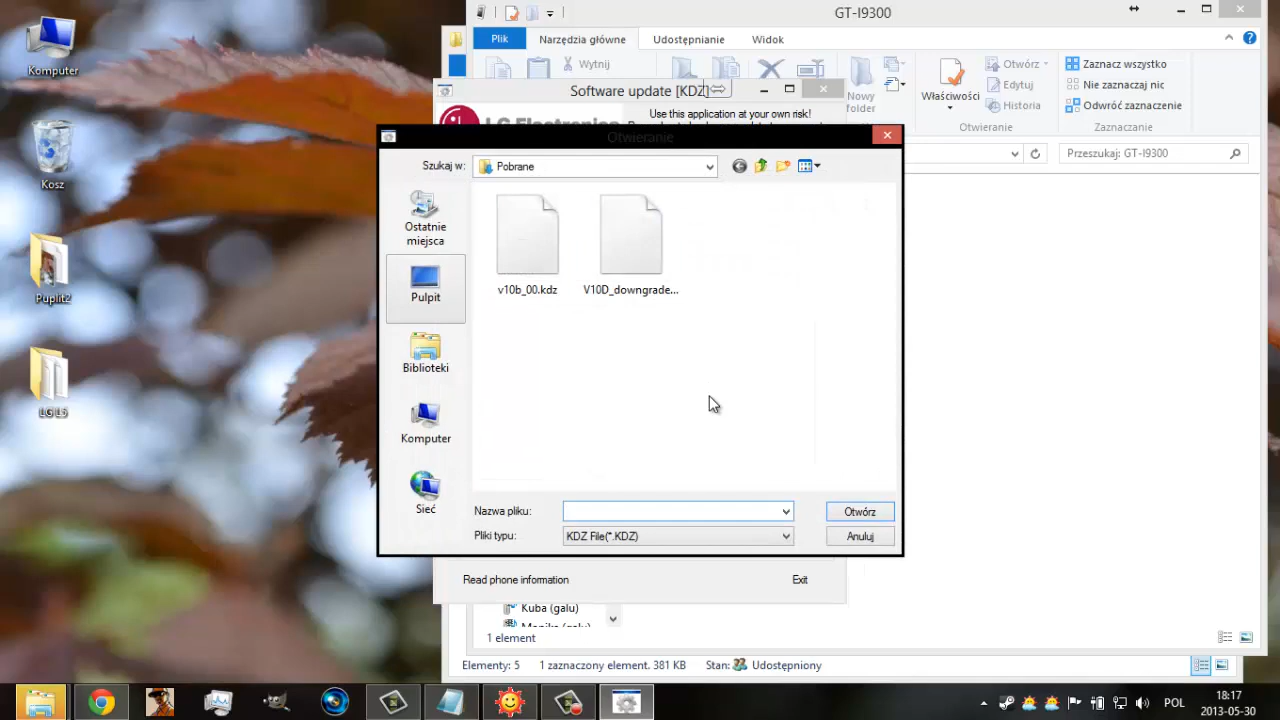 Komputer
Kosz
Puplit2
LG L5
GT-I9300
Plik
Narzędzia główne
Udostępnianie
Widok
Wytnij
Nowy
folder
Właściwości
Otwórz
Edytuj
Historia
Otwieranie
Zaznacz wszystko
Nie zaznaczaj
Odwróć zaznaczenie
Zaznaczanie
Przeszukaj: GT-I9300
Software update [KDZ]
LG Electronics
Use this application at your own risk!
Otwieranie
Szukaj w:
Pobrane
Ostatnie
miejsca
Pulpit
Biblioteki
Komputer
Sieć
v10b_00.kdz
V10D_downgrade...
Nazwa pliku:
Otwórz
Pliki typu:
KDZ File(*.KDZ)
Anuluj
Read phone information
Exit
Kuba (galu)
Monika (galu)
1 element
Elementy: 5
1 zaznaczony element. 381 KB
Stan:
Udostępniony
POL
18:17
2013-05-30